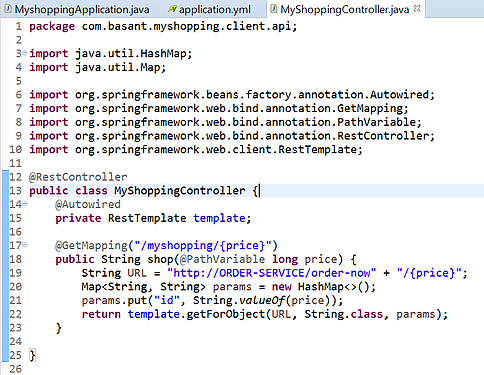 MyshoppingApplication.java application.yml MyShoppingController.java
1 package com.basant.myshopping.client.api;
2
3 import java.util.HashMap;
4 import java.util.Map;
5
6 import org.springframework.beans.factory.annotation.Autowired;
7 import org.springframework.web.bind.annotation.GetMapping;
8 import org.springframework.web.bind.annotation.PathVariable;
9 import org.springframework.web.bind.annotation.RestController;
10 import org.springframework.web.client.RestTemplate;
11
12 @RestController
13 public class MyShoppingController {
14 @Autowired
15 private RestTemplate template;
16
17 @GetMapping("/myshopping/{price}")
18 public String shop(@PathVariable long price) {
19 String URL = "http://ORDER-SERVICE/order-now" + "/{price}";
20 Map<String, String> params = new HashMap<>();
21 params.put("id", String.valueOf(price));
22 return template.getForObject(URL, String.class, params);
23 }
24
25 }
26